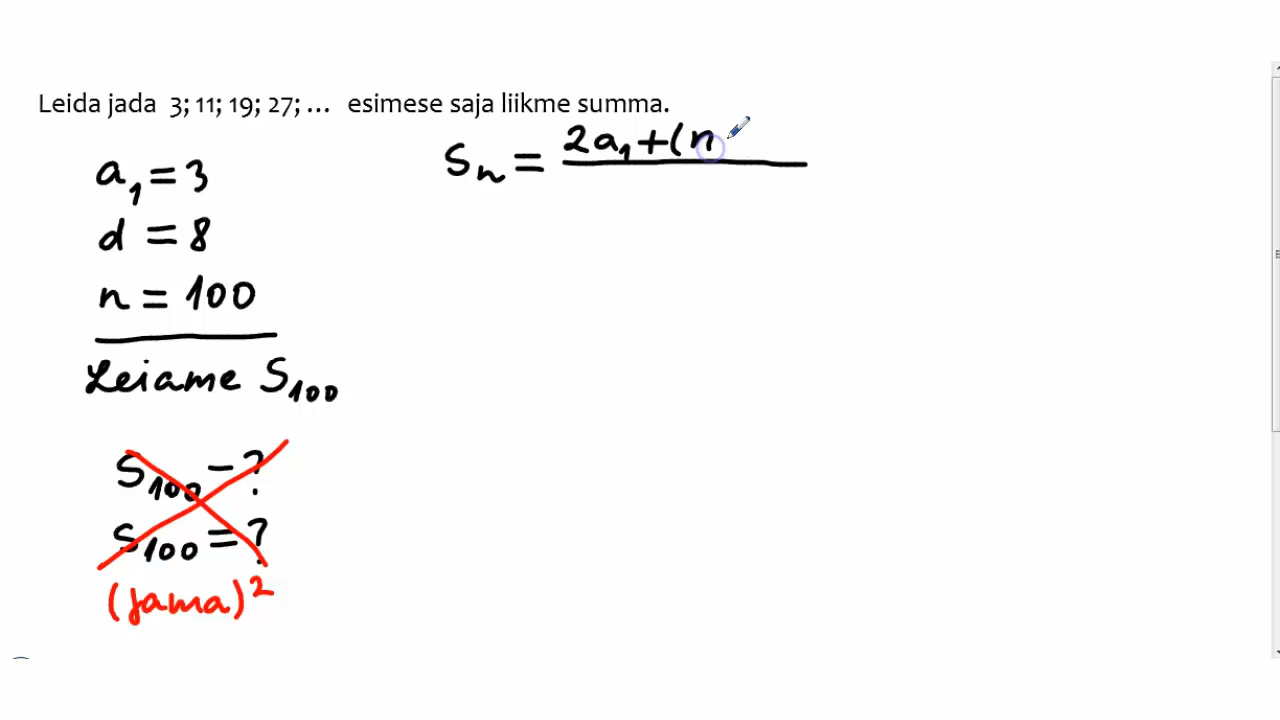 Leida jada 3; 11; 19; 27; ... esimese saja liikme summa.
a₁ = 3
d = 8
n = 100
Leiame S₁₀₀
S₁₀₀ - ?
S₁₀₀ = ?
(jama)²
Sₙ = 2a₁+(n